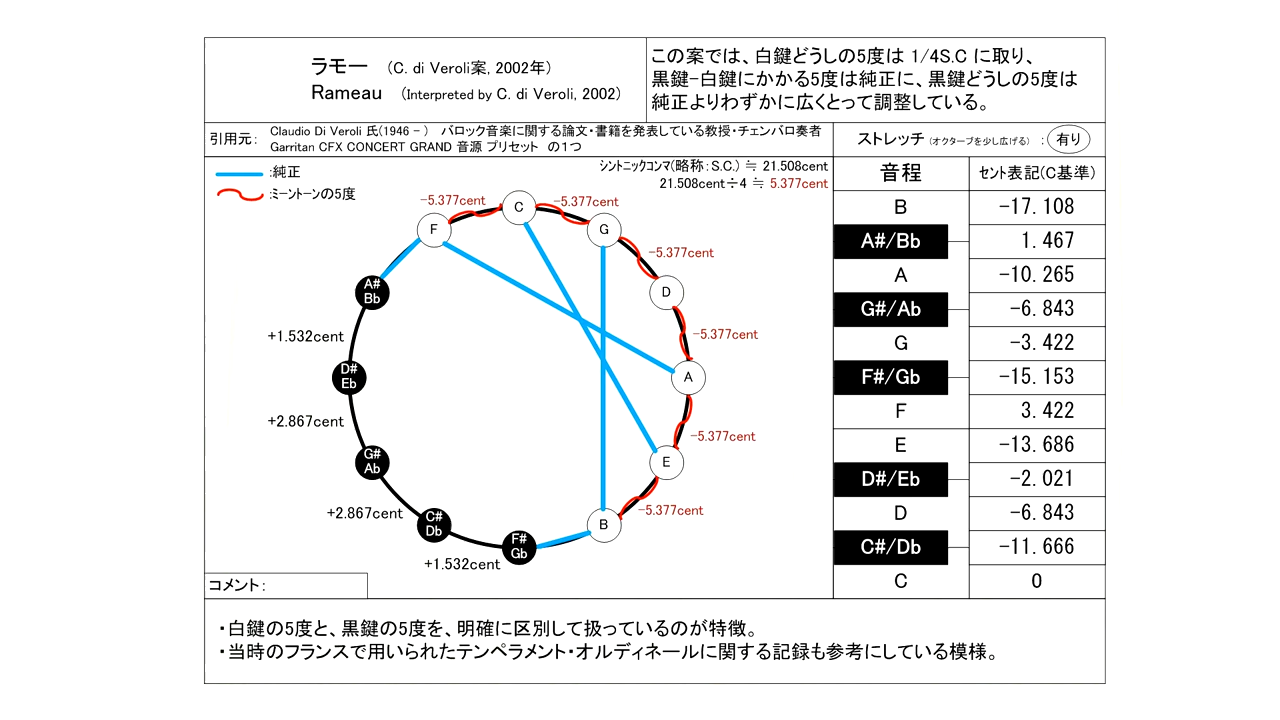 ラモー （C. di Veroli案, 2002年）
Rameau （Interpreted by C. di Veroli, 2002）
この案では、白鍵どうしの5度は 1/4S.C に取り、
黒鍵-白鍵にかかる5度は純正に、黒鍵どうしの5度は
純正よりわずかに広くとって調整している。
引用元：
Claudio Di Veroli 氏(1946 - ) バロック音楽に関する論文・書籍を発表している教授・チェンバロ奏者
Garritan CFX CONCERT GRAND 音源 プリセット の1つ
ストレッチ （オクターブを少し広げる） ： 有り
:純正
:ミーントーンの5度
シントニックコンマ(略称：S.C.) ≒ 21.508cent
21.508cent÷4 ≒ 5.377cent
-5.377cent
C
-5.377cent
F
G
-5.377cent
A#
Bb
D
+1.532cent
-5.377cent
D#
Eb
A
+2.867cent
-5.377cent
G#
Ab
E
+2.867cent
-5.377cent
C#
Db
B
F#
Gb
+1.532cent
音程 セント表記(C基準)
B -17.108
A#/Bb 1.467
A -10.265
G#/Ab -6.843
G -3.422
F#/Gb -15.153
F 3.422
E -13.686
D#/Eb -2.021
D -6.843
C#/Db -11.666
C 0
コメント：
・白鍵の5度と、黒鍵の5度を、明確に区別して扱っているのが特徴。
・当時のフランスで用いられたテンペラメント・オルディネールに関する記録も参考にしている模様。